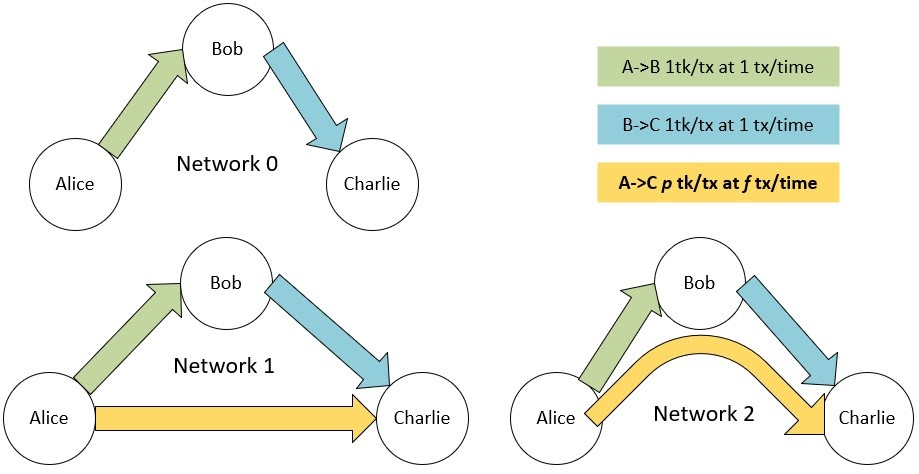 Bob
A->B 1tk/tx at 1 tx/time
B->C 1tk/tx at 1 tx/time
A->C p tk/tx at f tx/time
Alice
Network 0
Charlie
Bob
Network 1
Alice
Charlie
Bob
Network 2
Alice
Charlie